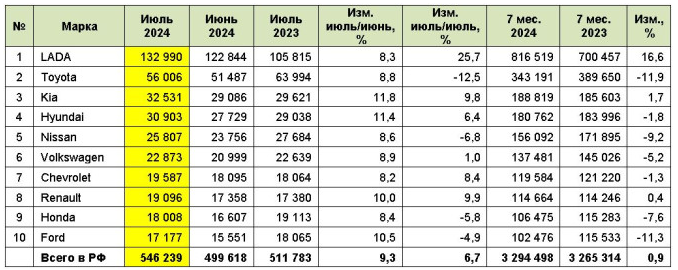 № Марка Июль 2024 Июнь 2024 Июль 2023 Изм. июль/июнь, % Изм. июль/июль, % 7 мес. 2024 7 мес. 2023 Изм., %
1 LADA 132 990 122 844 105 815 8,3 25,7 816 519 700 457 16,6
2 Toyota 56 006 51 487 63 994 8,8 -12,5 343 191 389 650 -11,9
3 Kia 32 531 29 086 29 621 11,8 9,8 188 819 185 603 1,7
4 Hyundai 30 903 27 729 29 038 11,4 6,4 180 762 183 996 -1,8
5 Nissan 25 807 23 756 27 684 8,6 -6,8 156 092 171 895 -9,2
6 Volkswagen 22 873 20 999 22 639 8,9 1,0 137 481 145 026 -5,2
7 Chevrolet 19 587 18 095 18 064 8,2 8,4 119 584 121 220 -1,3
8 Renault 19 096 17 358 17 380 10,0 9,9 114 664 114 246 0,4
9 Honda 18 008 16 607 19 113 8,4 -5,8 106 475 115 283 -7,6
10 Ford 17 177 15 551 18 065 10,5 -4,9 102 476 115 533 -11,3
Всего в РФ 546 239 499 618 511 783 9,3 6,7 3 294 498 3 265 314 0,9